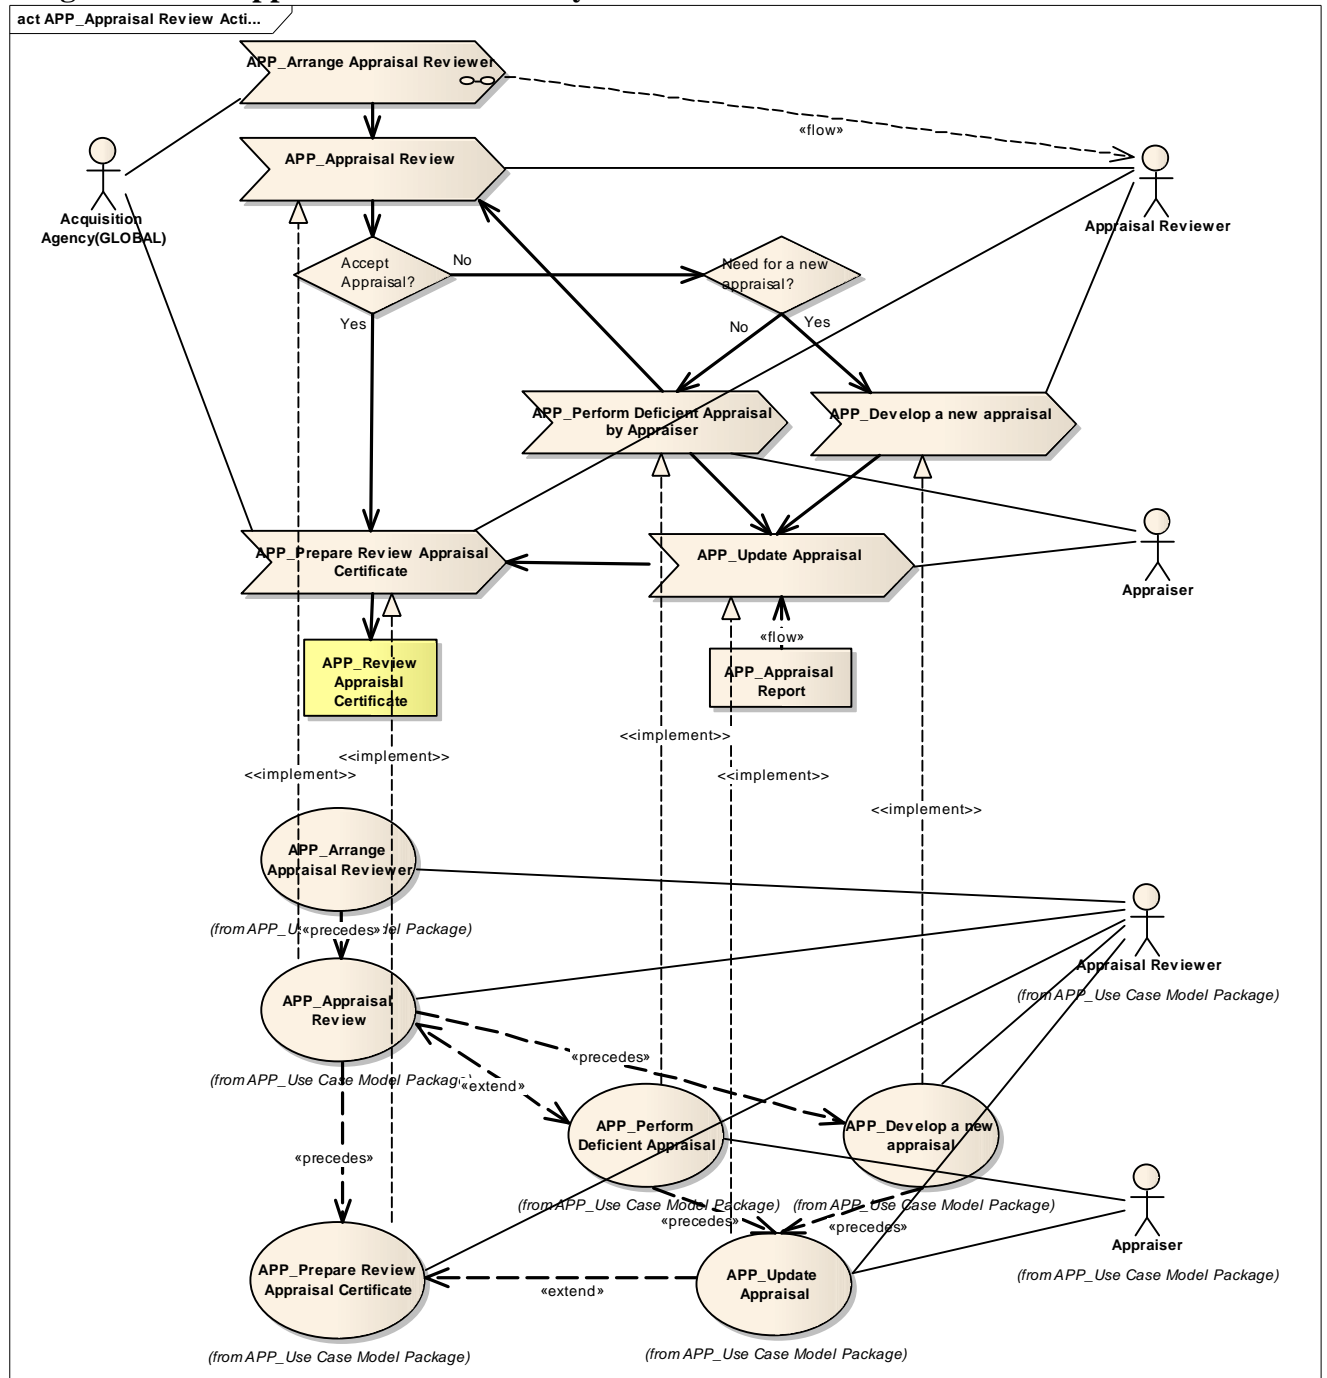 act APP_Appraisal Review Acti...
APP_Arrange Appraisal Reviewer
«flow»
APP_Appraisal Review
Acquisition
Agency(GLOBAL)
Appraisal Reviewer
Accept
Appraisal?
No
Need for a new
appraisal?
Yes
No
Yes
APP_Perform Deficient Appraisal
by Appraiser
APP_Develop a new appraisal
APP_Prepare Review Appraisal
Certificate
APP_Update Appraisal
Appraiser
«flow»
APP_Review
Appraisal
Certificate
APP_Appraisal
Report
<<implement>>
<<implement>>
<<implement>>
<<implement>>
<<implement>>
APP_Arrange
Appraisal Reviewer
«precedes»
Appraisal Reviewer
(from APP_Use Case Model Package)
APP_Appraisal
Review
(from APP_Use Case Model Package)
«precedes»
«extend»
APP_Perform
Deficient Appraisal
APP_Develop a new
appraisal
«precedes»
(from APP_Use Case Model Package)
(from APP_Use Case Model Package)
«precedes»
«precedes»
Appraiser
(from APP_Use Case Model Package)
APP_Prepare Review
Appraisal Certificate
«extend»
APP_Update
Appraisal
(from APP_Use Case Model Package)
(from APP_Use Case Model Package)